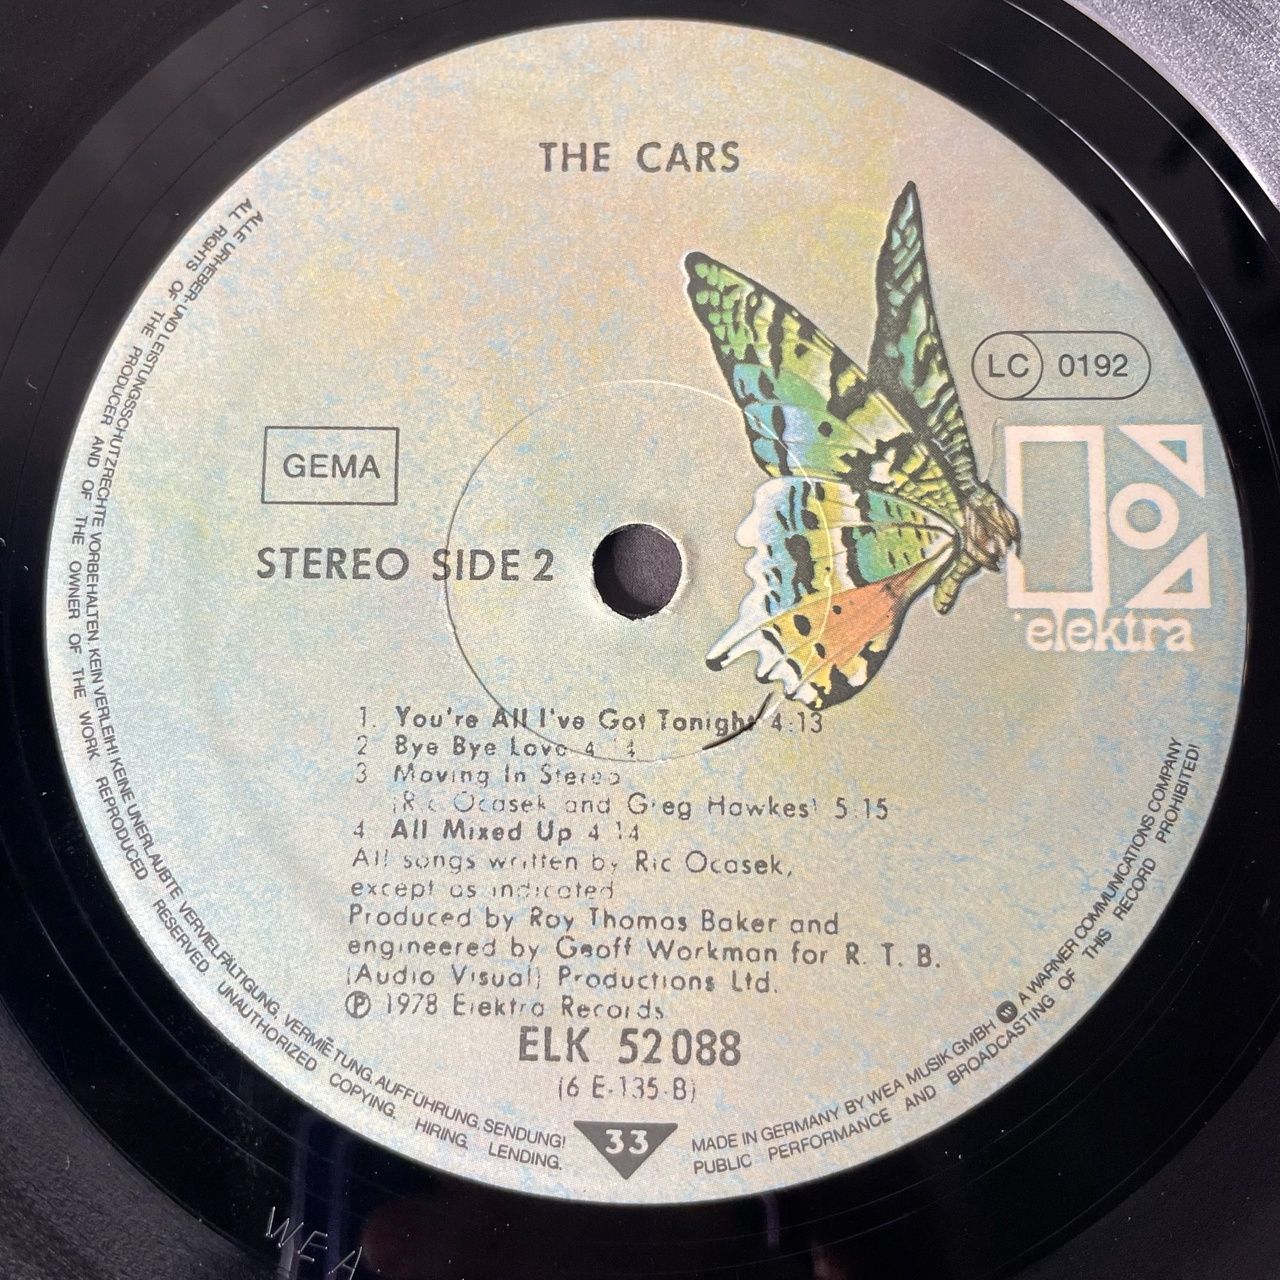 THE CARS
LC 0192
GEMA
elektra
STEREO SIDE 2
1. You're All I've Got Tonight 4:13
2 Bye Bye Love 4 14
3 Moving In Stereo
(Ric Ocasek and Greg Hawkes) 5:15
4 All Mixed Up 4 14
All songs written by Ric Ocasek,
except as indicated
Produced by Roy Thomas Baker and
engineered by Geoff Workman for R. T. B.
(Audio Visual) Productions Ltd.
Ⓟ 1978 Elektra Records
ELK 52 088
(6 E-135-B)
33
ALLE URHEBER- UND LEISTUNGSSCHUTZRECHTE VORBEHALTEN. KEIN VERLEIH! KEINE UNERLAUBTE VERVIELFÄLTIGUNG, VERMIETUNG, AUFFÜHRUNG, SENDUNG!
ALL RIGHTS OF THE PRODUCER AND OF THE OWNER OF THE WORK REPRODUCED RESERVED UNAUTHORIZED COPYING, HIRING, LENDING,
MADE IN GERMANY BY WEA MUSIK GMBH A WARNER COMMUNICATIONS COMPANY
PUBLIC PERFORMANCE AND BROADCASTING OF THIS RECORD PROHIBITED!
WEA